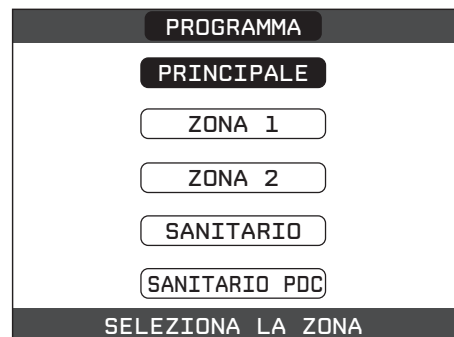 PROGRAMMA
PRINCIPALE
ZONA 1
ZONA 2
SANITARIO
SANITARIO PDC
SELEZIONA LA ZONA